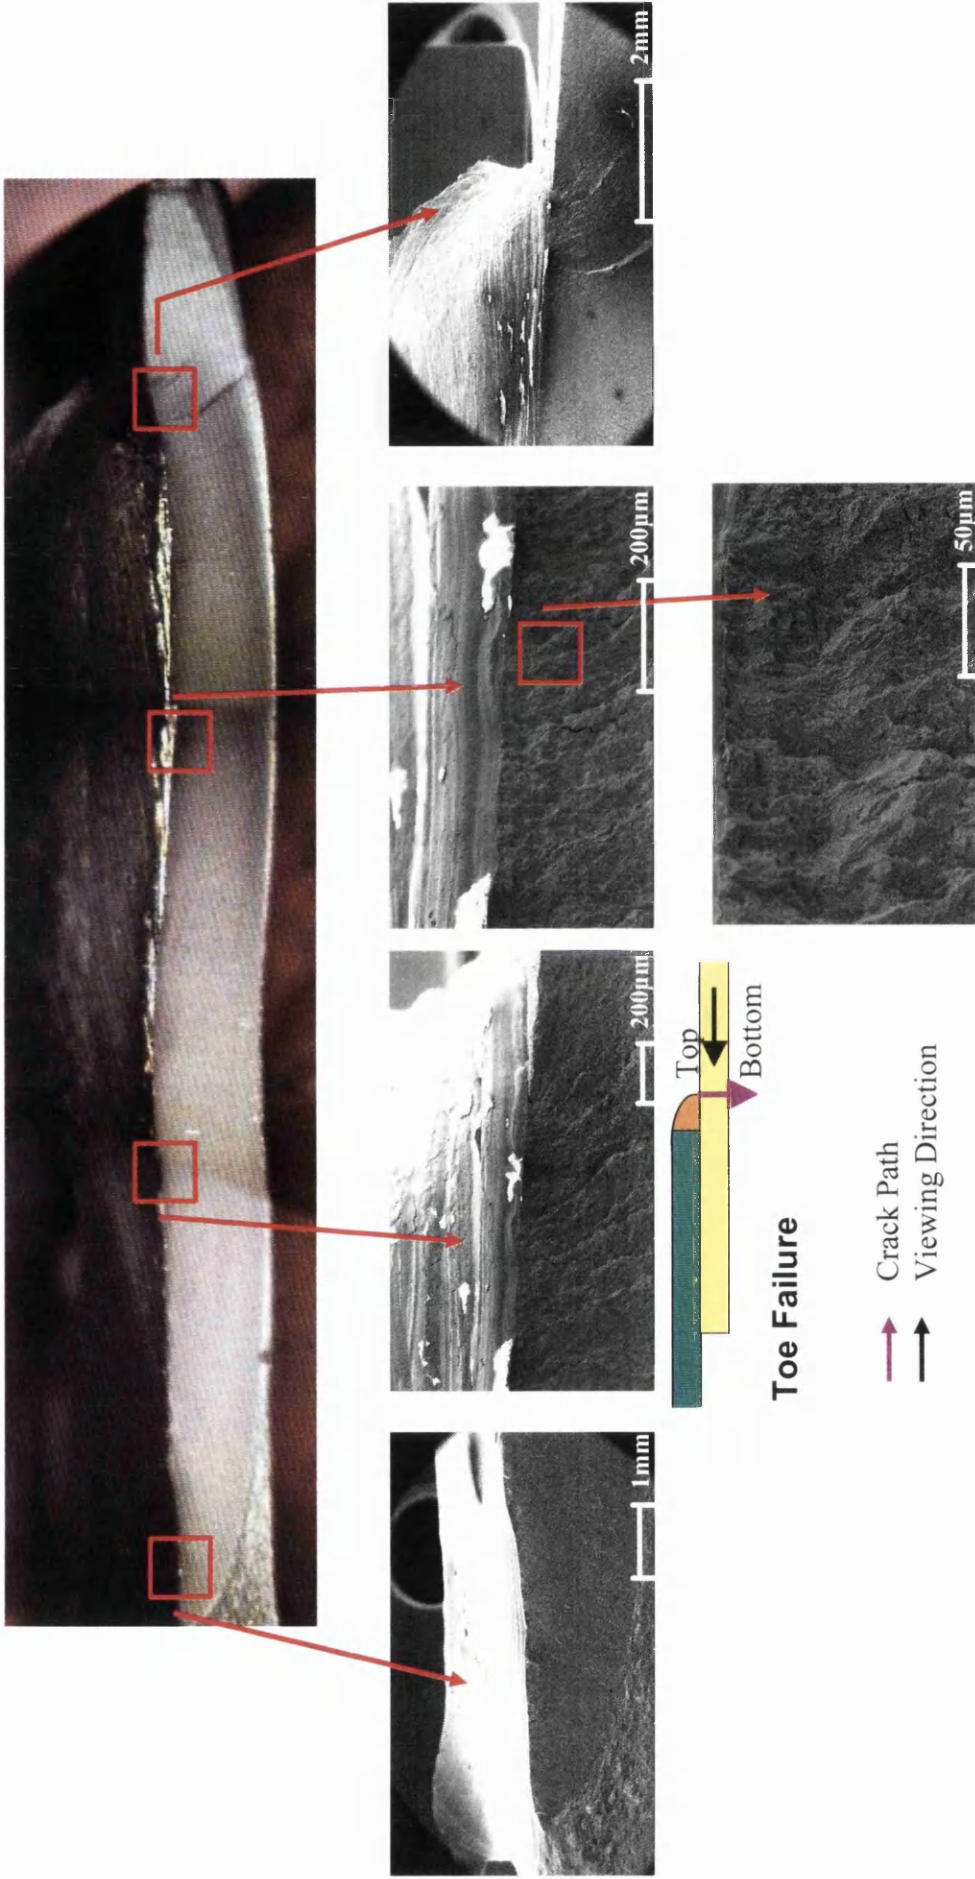 2mm
200µm
50µm
200µm
1mm
Top
Bottom
Toe Failure
Crack Path
Viewing Direction